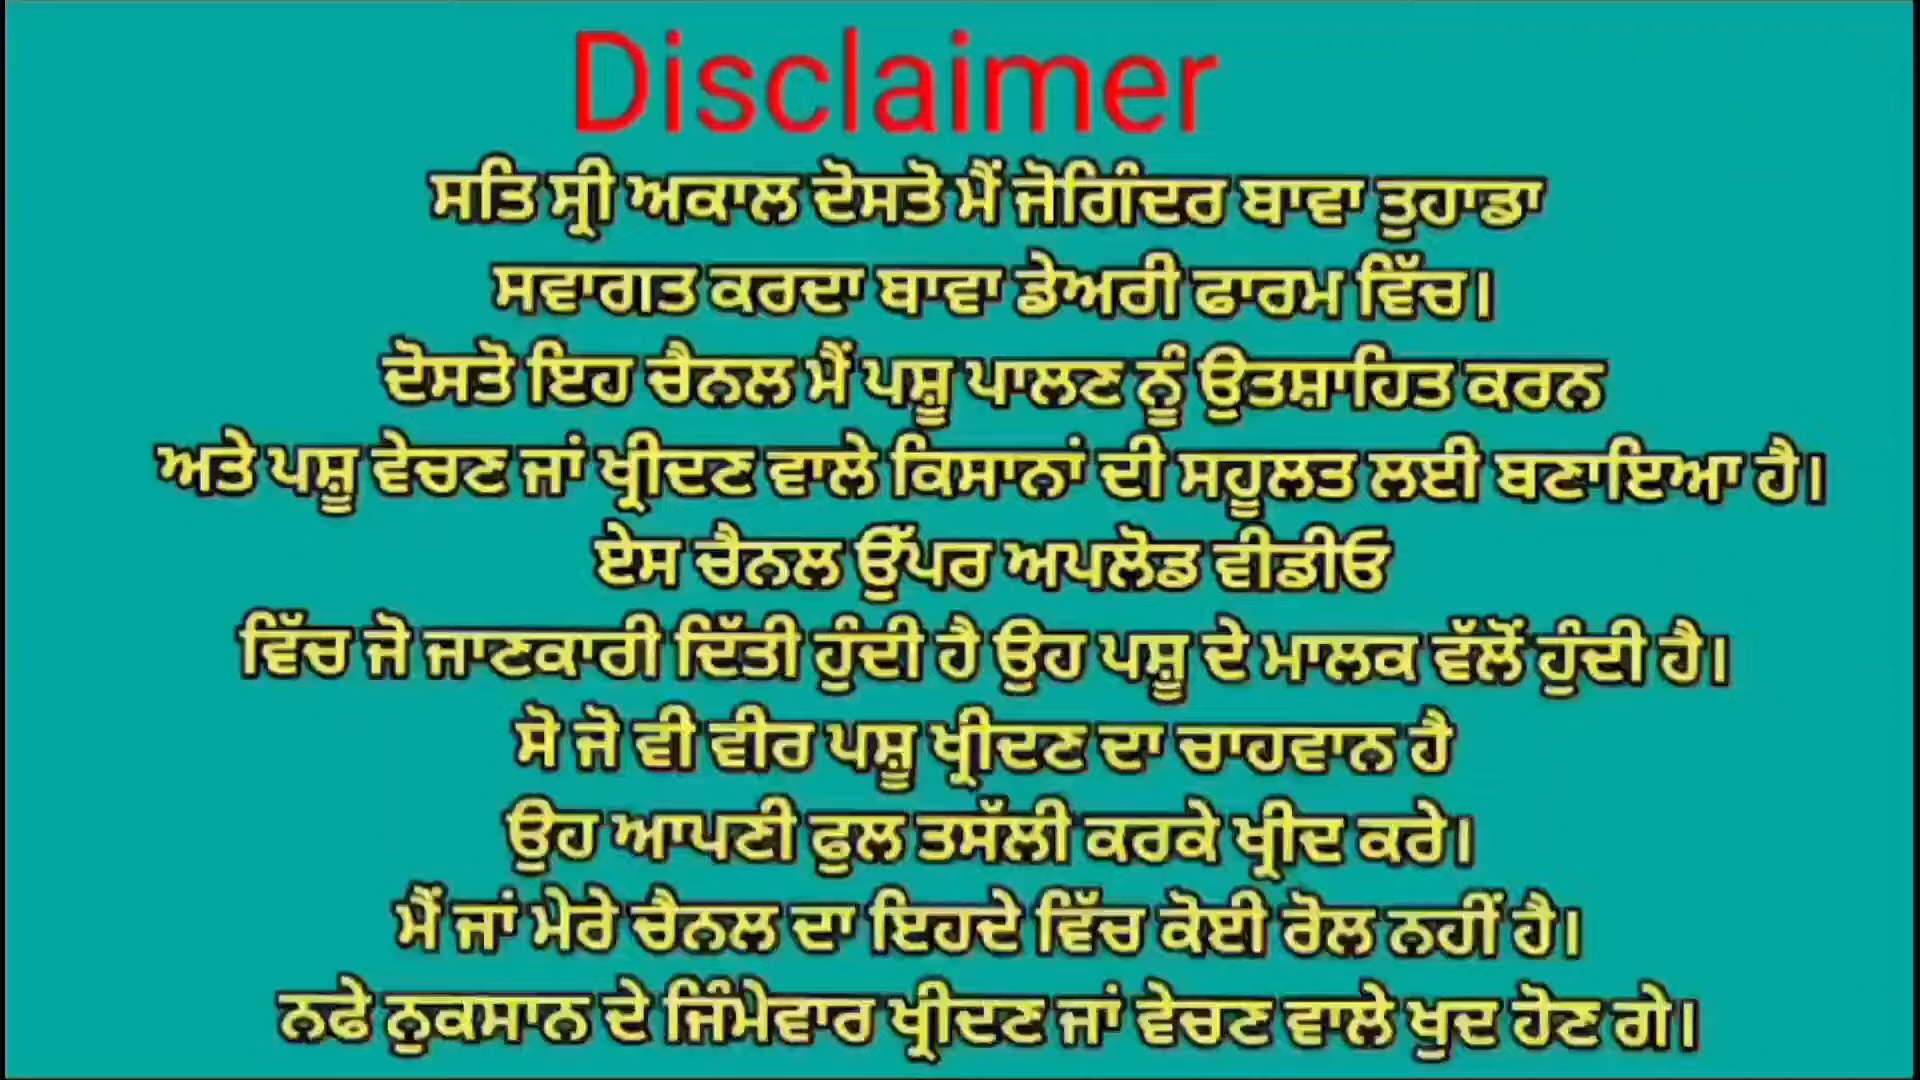 Disclaimer
ਸਤਿ ਸ੍ਰੀ ਅਕਾਲ ਦੋਸਤੋ ਮੈਂ ਜੋਗਿੰਦਰ ਬਾਵਾ ਤੁਹਾਡਾ
ਸਵਾਗਤ ਕਰਦਾ ਬਾਵਾ ਡੇਅਰੀ ਫਾਰਮ ਵਿੱਚ।
ਦੋਸਤੋ ਇਹ ਚੈਨਲ ਮੈਂ ਪਸ਼ੂ ਪਾਲਣ ਨੂੰ ਉਤਸ਼ਾਹਿਤ ਕਰਨ
ਅਤੇ ਪਸ਼ੂ ਵੇਚਣ ਜਾਂ ਖ੍ਰੀਦਣ ਵਾਲੇ ਕਿਸਾਨਾਂ ਦੀ ਸਹੂਲਤ ਲਈ ਬਣਾਇਆ ਹੈ।
ਏਸ ਚੈਨਲ ਉੱਪਰ ਅਪਲੋਡ ਵੀਡੀਓ
ਵਿੱਚ ਜੋ ਜਾਣਕਾਰੀ ਦਿੱਤੀ ਹੁੰਦੀ ਹੈ ਉਹ ਪਸ਼ੂ ਦੇ ਮਾਲਕ ਵੱਲੋਂ ਹੁੰਦੀ ਹੈ।
ਸੋ ਜੋ ਵੀ ਵੀਰ ਪਸ਼ੂ ਖ੍ਰੀਦਣ ਦਾ ਚਾਹਵਾਨ ਹੈ
ਉਹ ਆਪਣੀ ਫੁਲ ਤਸੱਲੀ ਕਰਕੇ ਖ੍ਰੀਦ ਕਰੇ।
ਮੈਂ ਜਾਂ ਮੇਰੇ ਚੈਨਲ ਦਾ ਇਹਦੇ ਵਿੱਚ ਕੋਈ ਰੋਲ ਨਹੀਂ ਹੈ।
ਨਫੇ ਨੁਕਸਾਨ ਦੇ ਜਿੰਮੇਵਾਰ ਖ੍ਰੀਦਣ ਜਾਂ ਵੇਚਣ ਵਾਲੇ ਖੁਦ ਹੋਣ ਗੇ।